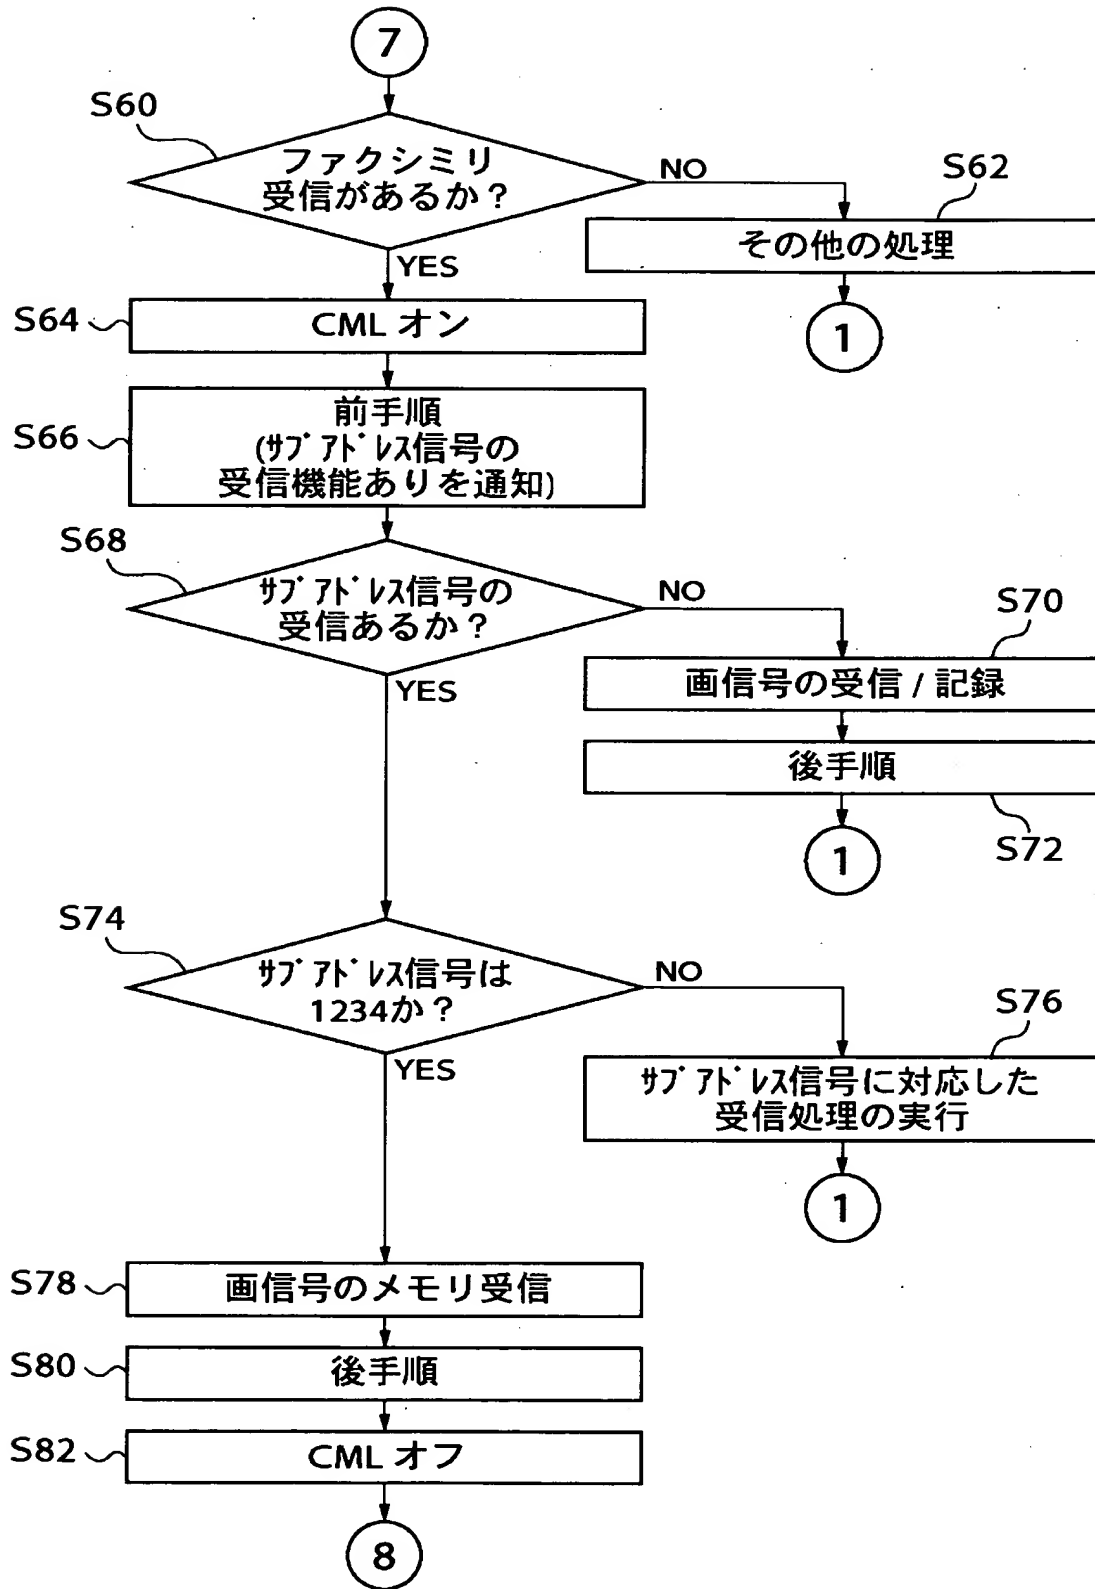 7
S60
ファクシミリ
受信があるか？
NO
S62
その他の処理
1
YES
S64
CML オン
S66
前手順
(ｻﾌﾞｱﾄﾞﾚｽ信号の
受信機能ありを通知)
S68
ｻﾌﾞｱﾄﾞﾚｽ信号の
受信あるか？
NO
S70
画信号の受信 / 記録
後手順
S72
1
YES
S74
ｻﾌﾞｱﾄﾞﾚｽ信号は
1234か？
NO
S76
ｻﾌﾞｱﾄﾞﾚｽ信号に対応した
受信処理の実行
1
YES
S78
画信号のメモリ受信
S80
後手順
S82
CML オフ
8